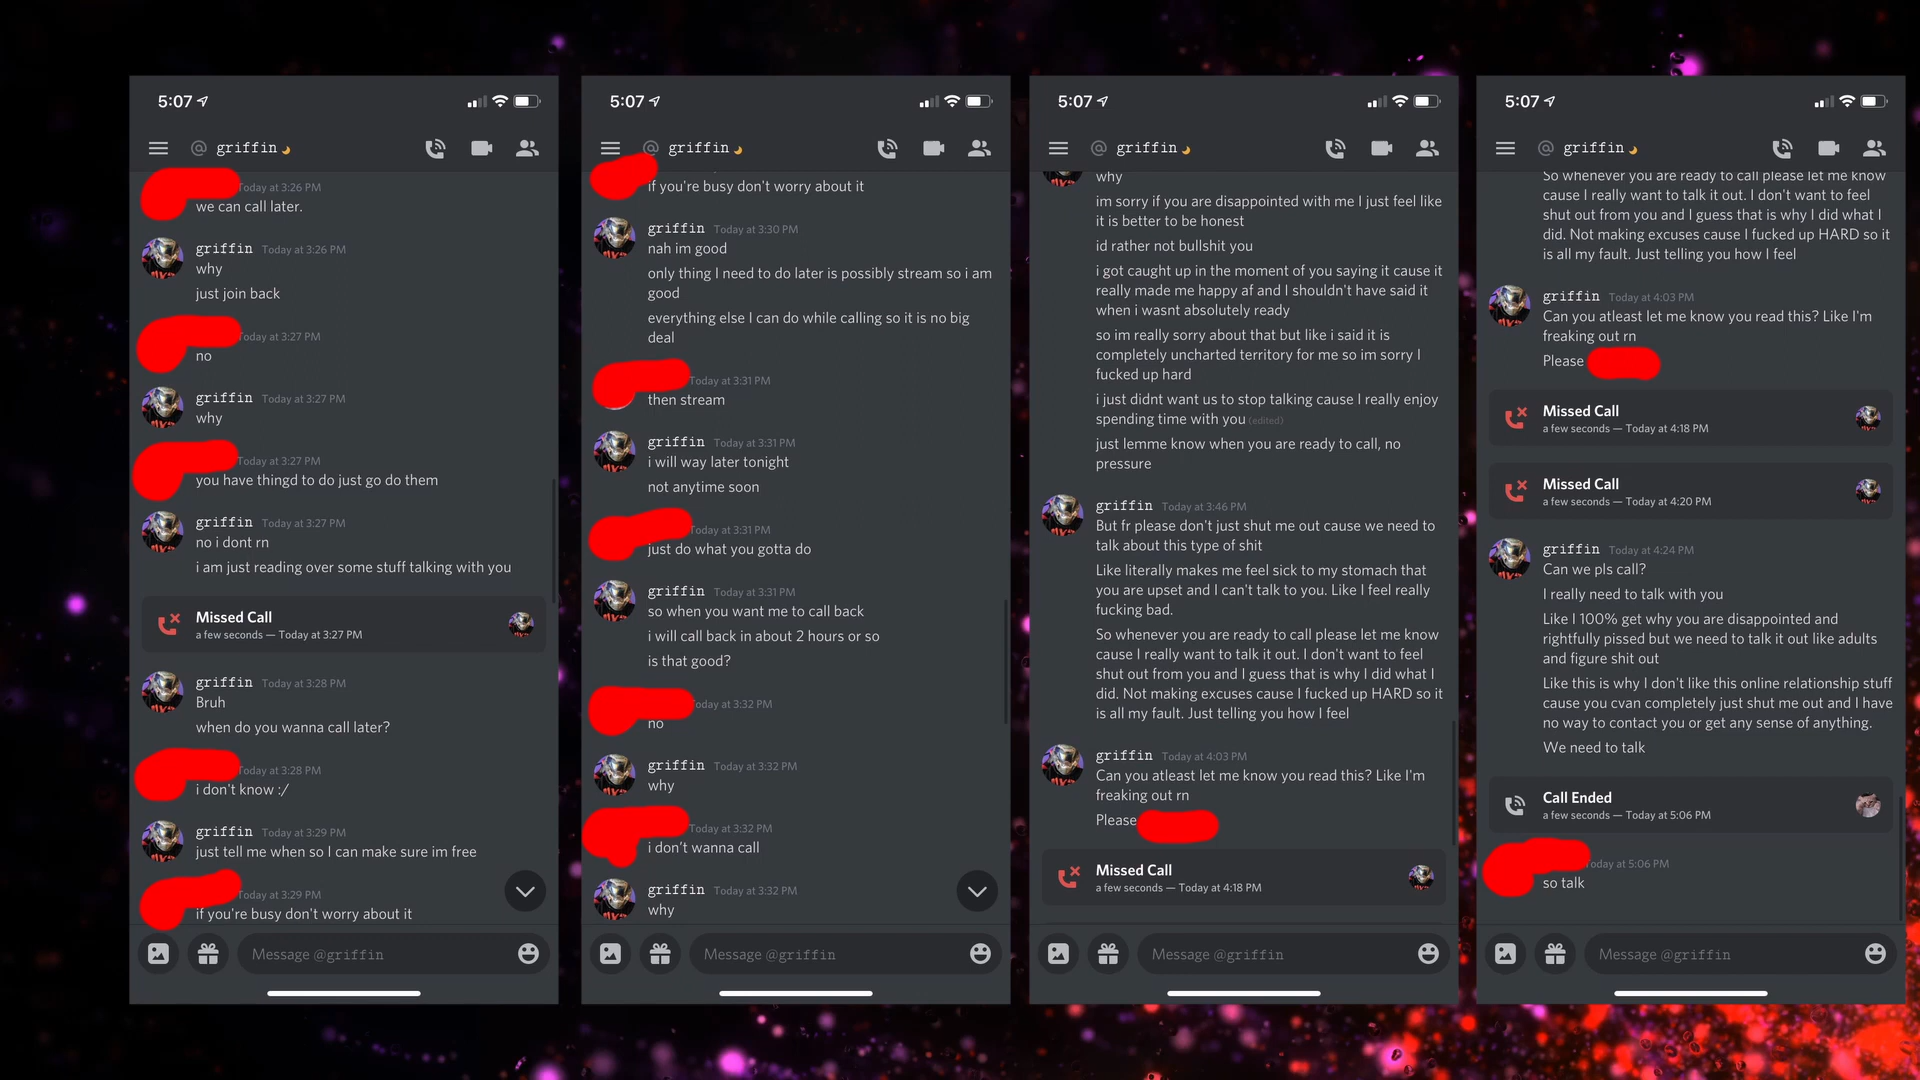 5:07
@ griffin
Today at 3:26 PM
we can call later.
griffin Today at 3:26 PM
why
just join back
Today at 3:27 PM
no
griffin Today at 3:27 PM
why
Today at 3:27 PM
you have thingd to do just go do them
griffin Today at 3:27 PM
no i dont rn
i am just reading over some stuff talking with you
Missed Call
a few seconds — Today at 3:27 PM
griffin Today at 3:28 PM
Bruh
when do you wanna call later?
Today at 3:28 PM
i don't know :/
griffin Today at 3:29 PM
just tell me when so I can make sure im free
Today at 3:29 PM
if you're busy don't worry about it
Message @griffin
5:07
@ griffin
if you're busy don't worry about it
griffin Today at 3:30 PM
nah im good
only thing I need to do later is possibly stream so i am
good
everything else I can do while calling so it is no big
deal
Today at 3:31 PM
then stream
griffin Today at 3:31 PM
i will way later tonight
not anytime soon
Today at 3:31 PM
just do what you gotta do
griffin Today at 3:31 PM
so when you want me to call back
i will call back in about 2 hours or so
is that good?
oday at 3:32 PM
no
griffin Today at 3:32 PM
why
Today at 3:32 PM
i don't wanna call
griffin Today at 3:32 PM
why
Message @griffin
5:07
@ griffin
why
im sorry if you are disappointed with me I just feel like
it is better to be honest
id rather not bullshit you
i got caught up in the moment of you saying it cause it
really made me happy af and I shouldn't have said it
when i wasnt absolutely ready
so im really sorry about that but like i said it is
completely uncharted territory for me so im sorry I
fucked up hard
i just didnt want us to stop talking cause I really enjoy
spending time with you (edited)
just lemme know when you are ready to call, no
pressure
griffin Today at 3:46 PM
But fr please don't just shut me out cause we need to
talk about this type of shit
Like literally makes me feel sick to my stomach that
you are upset and I can't talk to you. Like I feel really
fucking bad.
So whenever you are ready to call please let me know
cause I really want to talk it out. I don't want to feel
shut out from you and I guess that is why I did what I
did. Not making excuses cause I fucked up HARD so it
is all my fault. Just telling you how I feel
griffin Today at 4:03 PM
Can you atleast let me know you read this? Like I'm
freaking out rn
Please
Missed Call
a few seconds — Today at 4:18 PM
Message @griffin
5:07
@ griffin
So whenever you are ready to call please let me know
cause I really want to talk it out. I don't want to feel
shut out from you and I guess that is why I did what I
did. Not making excuses cause I fucked up HARD so it
is all my fault. Just telling you how I feel
griffin Today at 4:03 PM
Can you atleast let me know you read this? Like I'm
freaking out rn
Please
Missed Call
a few seconds — Today at 4:18 PM
Missed Call
a few seconds — Today at 4:20 PM
griffin Today at 4:24 PM
Can we pls call?
I really need to talk with you
Like I 100% get why you are disappointed and
rightfully pissed but we need to talk it out like adults
and figure shit out
Like this is why I don't like this online relationship stuff
cause you cvan completely just shut me out and I have
no way to contact you or get any sense of anything.
We need to talk
Call Ended
a few seconds — Today at 5:06 PM
oday at 5:06 PM
so talk
Message @griffin